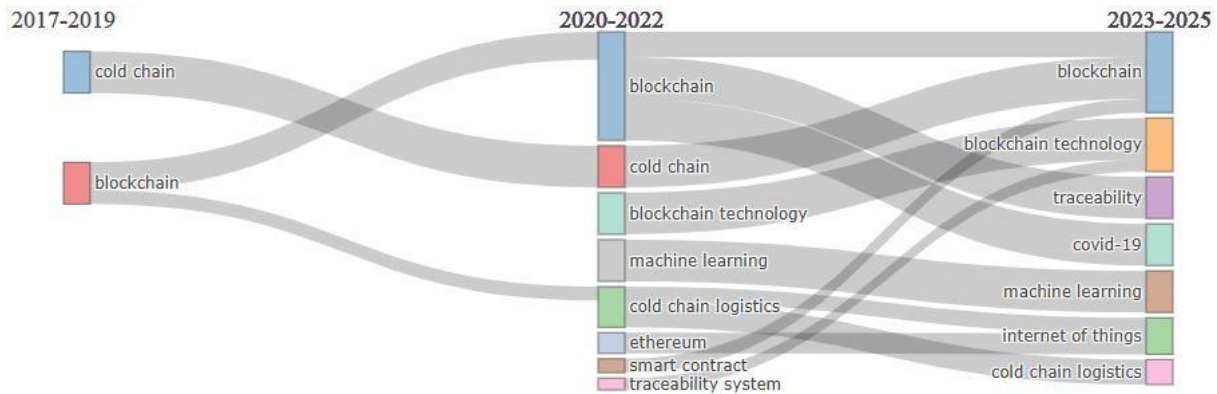 2017-2019
2020-2022
2023-2025
cold chain
blockchain
blockchain
cold chain
blockchain technology
machine learning
cold chain logistics
ethereum
smart contract
traceability system
blockchain
blockchain technology
traceability
covid-19
machine learning
internet of things
cold chain logistics